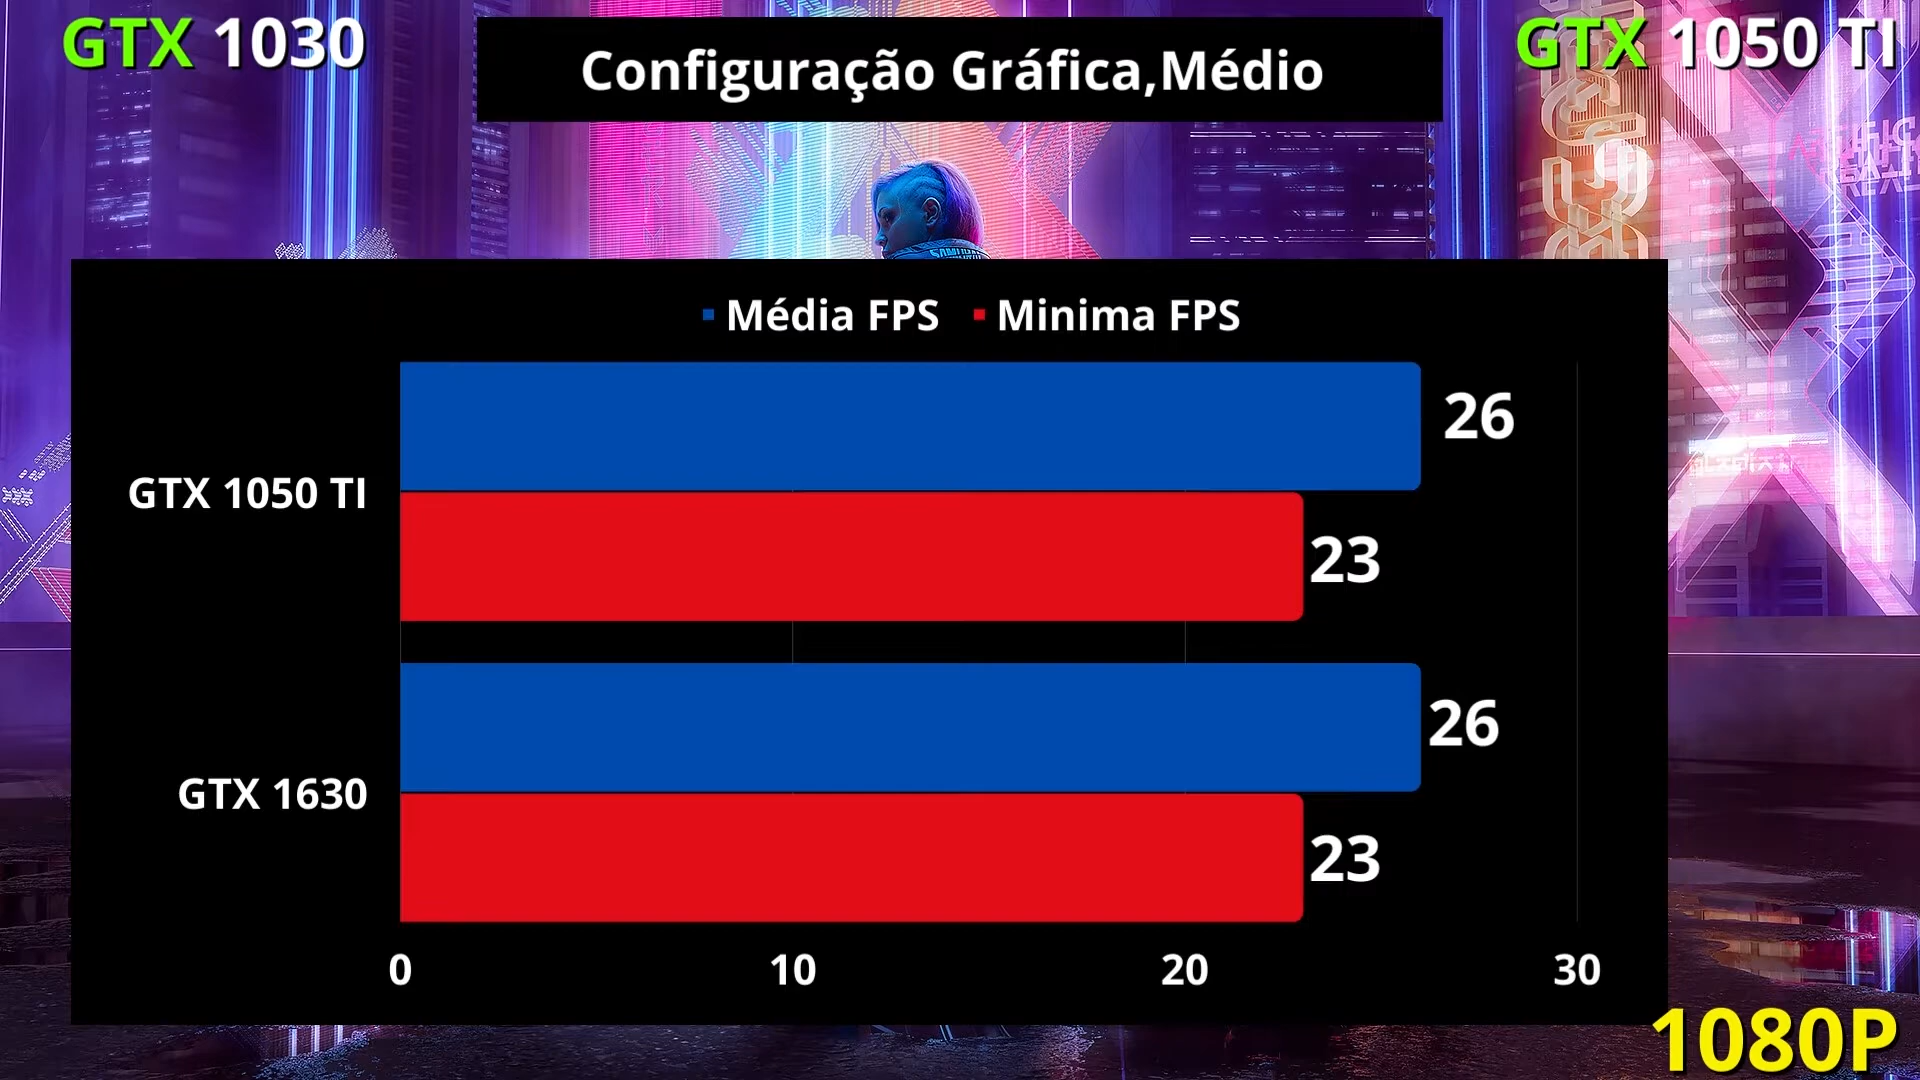 GTX 1030
Configuração Gráfica,Médio
GTX 1050 TI
Média FPS
Minima FPS
26
GTX 1050 TI
23
26
GTX 1630
23
0 10 20 30
1080P